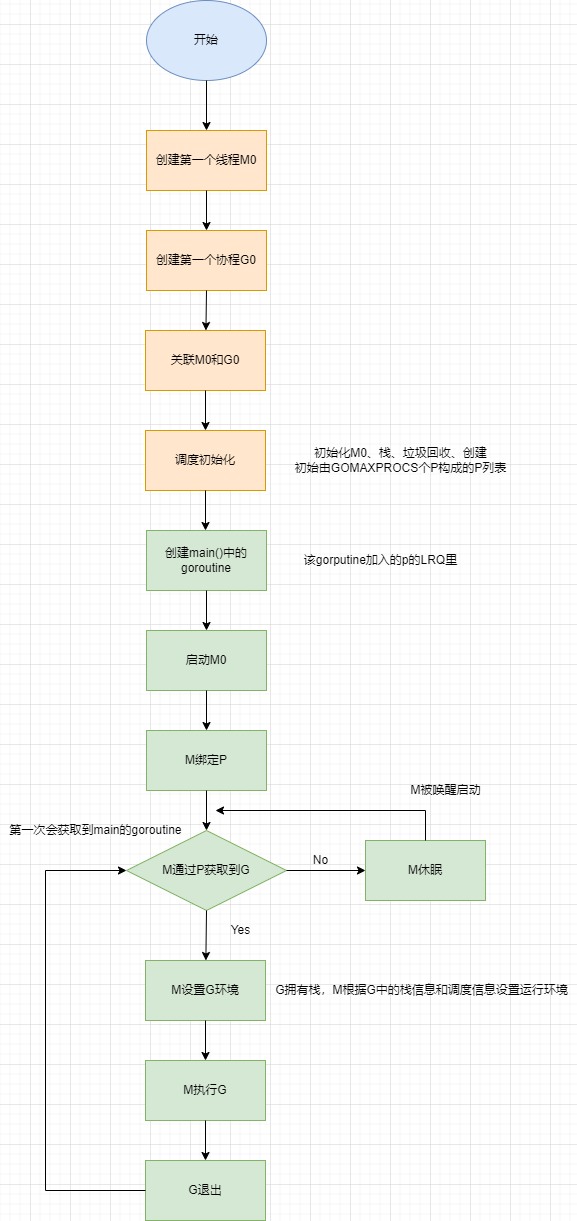 开始
创建第一个线程M0
创建第一个协程G0
关联M0和G0
调度初始化
初始化M0、栈、垃圾回收、创建
初始由GOMAXPROCS个P构成的P列表
创建main()中的
goroutine
该gorputine加入的p的LRQ里
启动M0
M绑定P
M被唤醒启动
第一次会获取到main的goroutine
M通过P获取到G
No
M休眠
Yes
M设置G环境
G拥有栈，M根据G中的栈信息和调度信息设置运行环境
M执行G
G退出